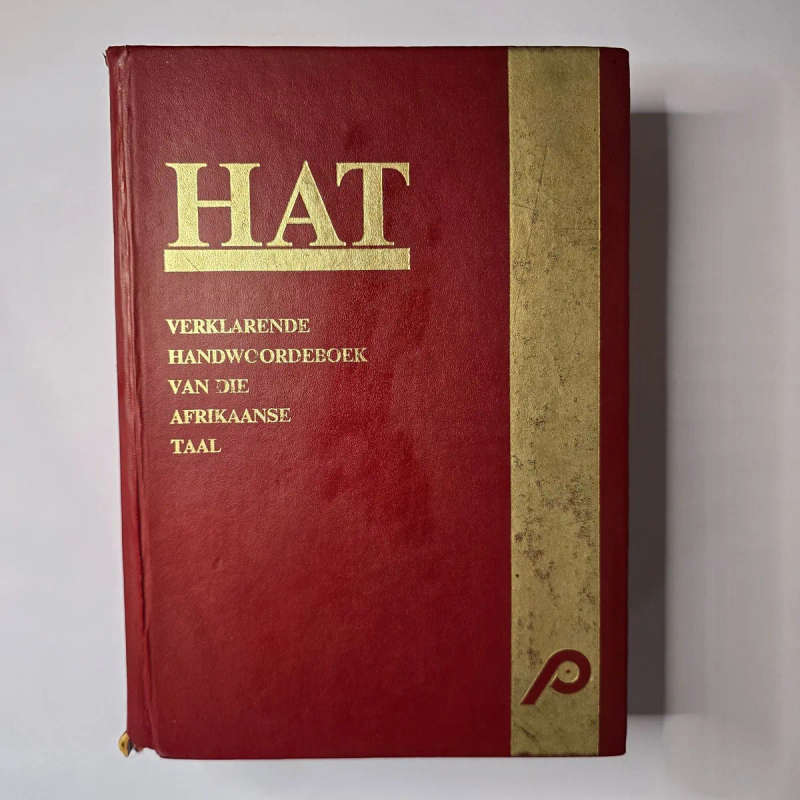 HAT
VERKLARENDE
HANDWOORDEBOEK
VAN DIE
AFRIKAANSE
TAAL